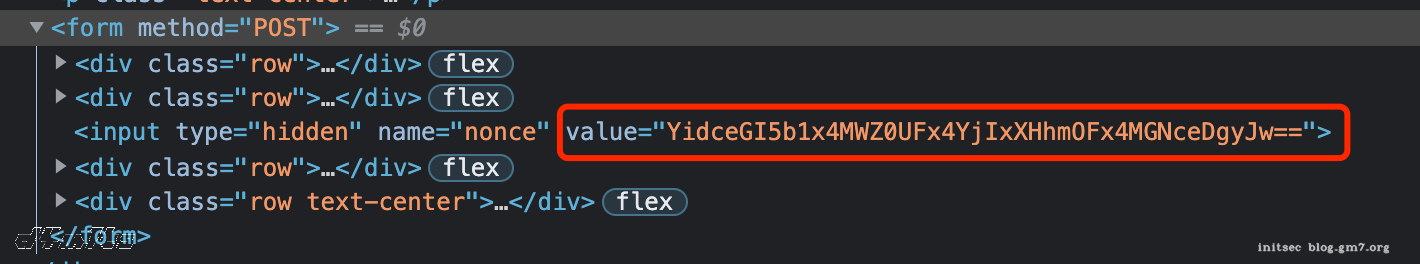 ▼<form method="POST"> == $0
▶<div class="row">…</div> flex
▶<div class="row">…</div> flex
<input type="hidden" name="nonce" value="YidceGI5b1x4MWZ0UFx4YjIxXHhmOFx4MGNceDgyJw==">
▶<div class="row">…</div> flex
▶<div class="row text-center">…</div> flex
</form>
initsec blog.gm7.org